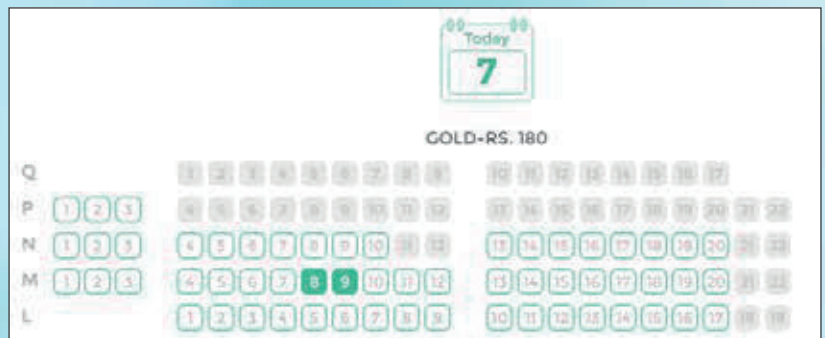 Today
7
GOLD-RS. 180
Q 1 2 3 4 5 6 7 8 9 10 11 12 13 14 15 16 17
P 1 2 3 4 5 6 7 8 9 10 11 12 13 14 15 16 17 18 19 20 21 22
N 1 2 3 4 5 6 7 8 9 10 11 12 13 14 15 16 17 18 19 20 21 22
M 1 2 3 4 5 6 7 8 9 10 11 12 13 14 15 16 17 18 19 20 21 22
L 1 2 3 4 5 6 7 8 9 10 11 12 13 14 15 16 17 18 19